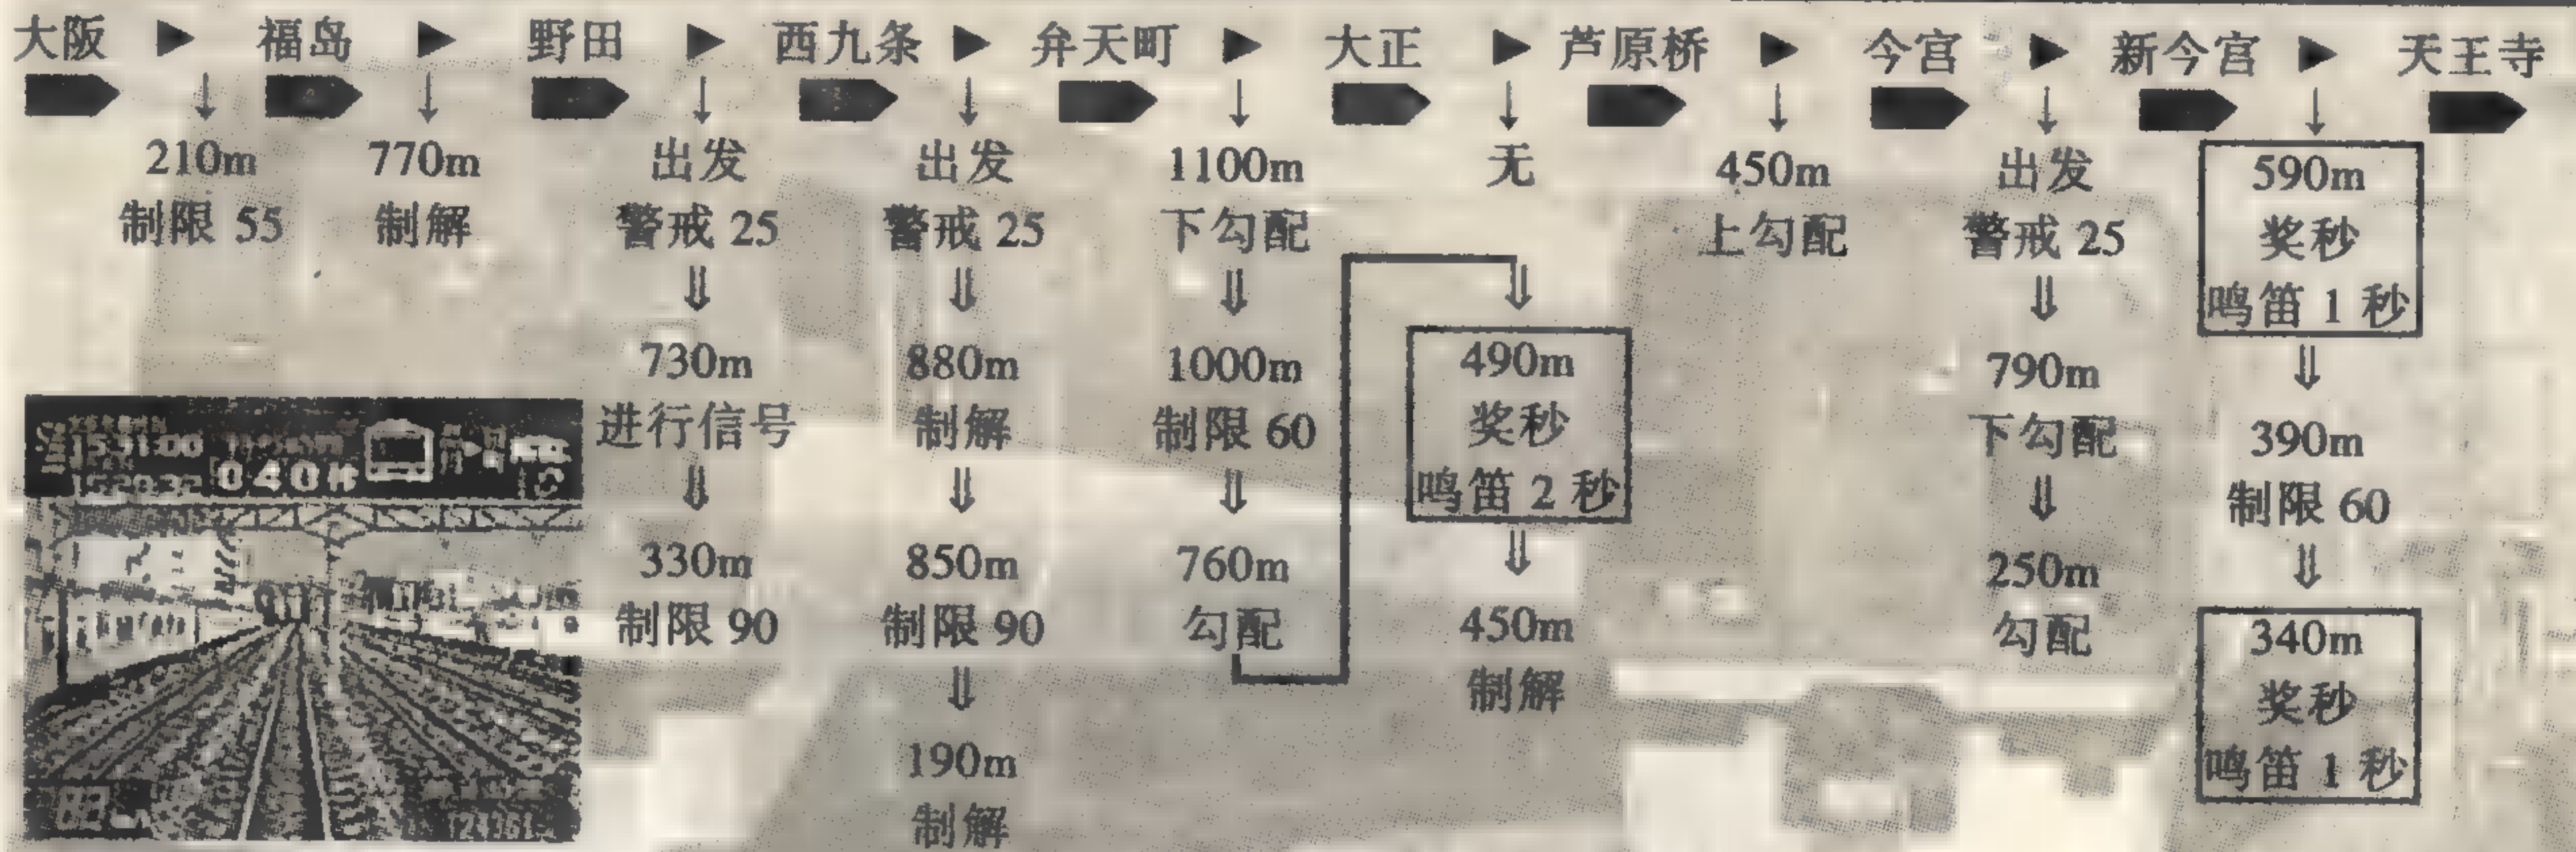 大阪 ▶ 福岛 ▶ 野田 ▶ 西九条 ▶ 弁天町 ▶ 大正 ▶ 芦原桥 ▶ 今宫 ▶ 新今宫 ▶ 天王寺
↓
210m
制限 55
↓
770m
制解
↓
出发
警戒 25
⇓
730m
进行信号
⇓
330m
制限 90
↓
出发
警戒 25
⇓
880m
制解
⇓
850m
制限 90
⇓
190m
制解
↓
1100m
下勾配
⇓
1000m
制限 60
⇓
760m
勾配
⇓
490m
奖秒
鸣笛 2 秒
⇓
450m
制解
↓
无
↓
450m
上勾配
↓
出发
警戒 25
⇓
790m
下勾配
⇓
250m
勾配
↓
590m
奖秒
鸣笛 1 秒
⇓
390m
制限 60
⇓
340m
奖秒
鸣笛 1 秒
040M